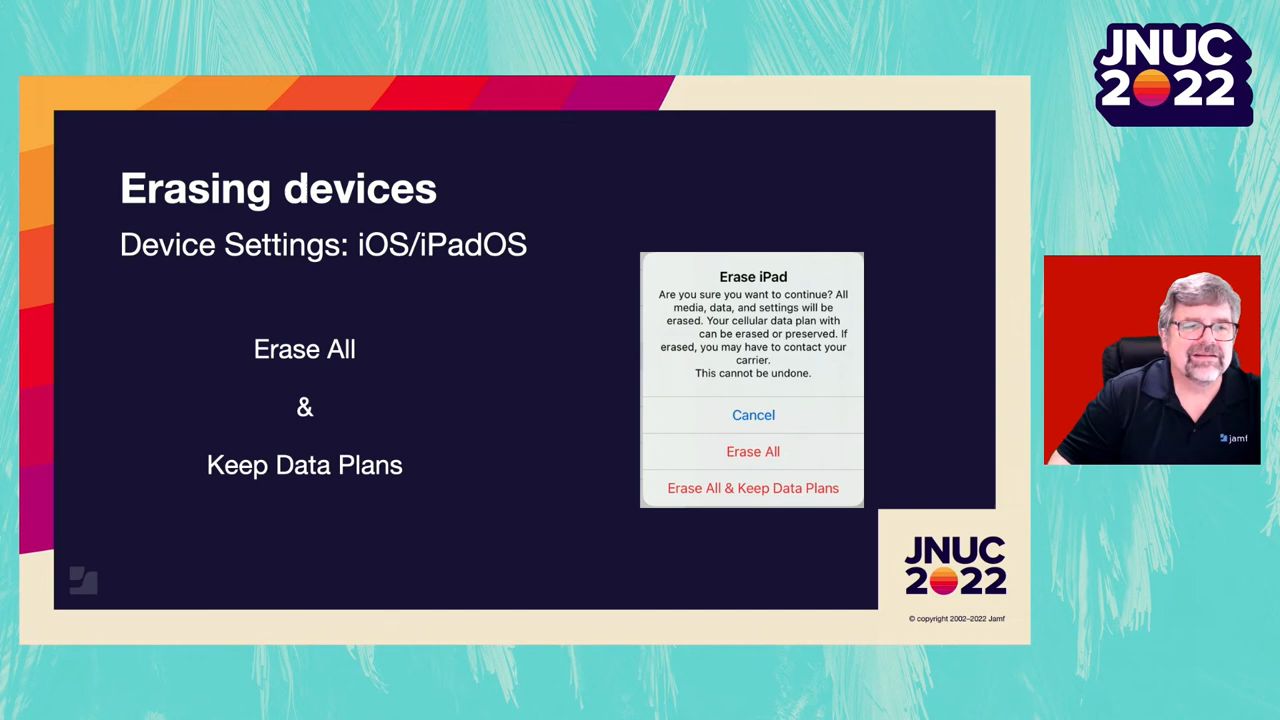 JNUC
2022
Erasing devices
Device Settings: iOS/iPadOS
Erase All
&
Keep Data Plans
Erase iPad
Are you sure you want to continue? All
media, data, and settings will be
erased. Your cellular data plan with
can be erased or preserved. If
erased, you may have to contact your
carrier.
This cannot be undone.
Cancel
Erase All
Erase All & Keep Data Plans
jamf
JNUC
2022
© copyright 2002–2022 Jamf